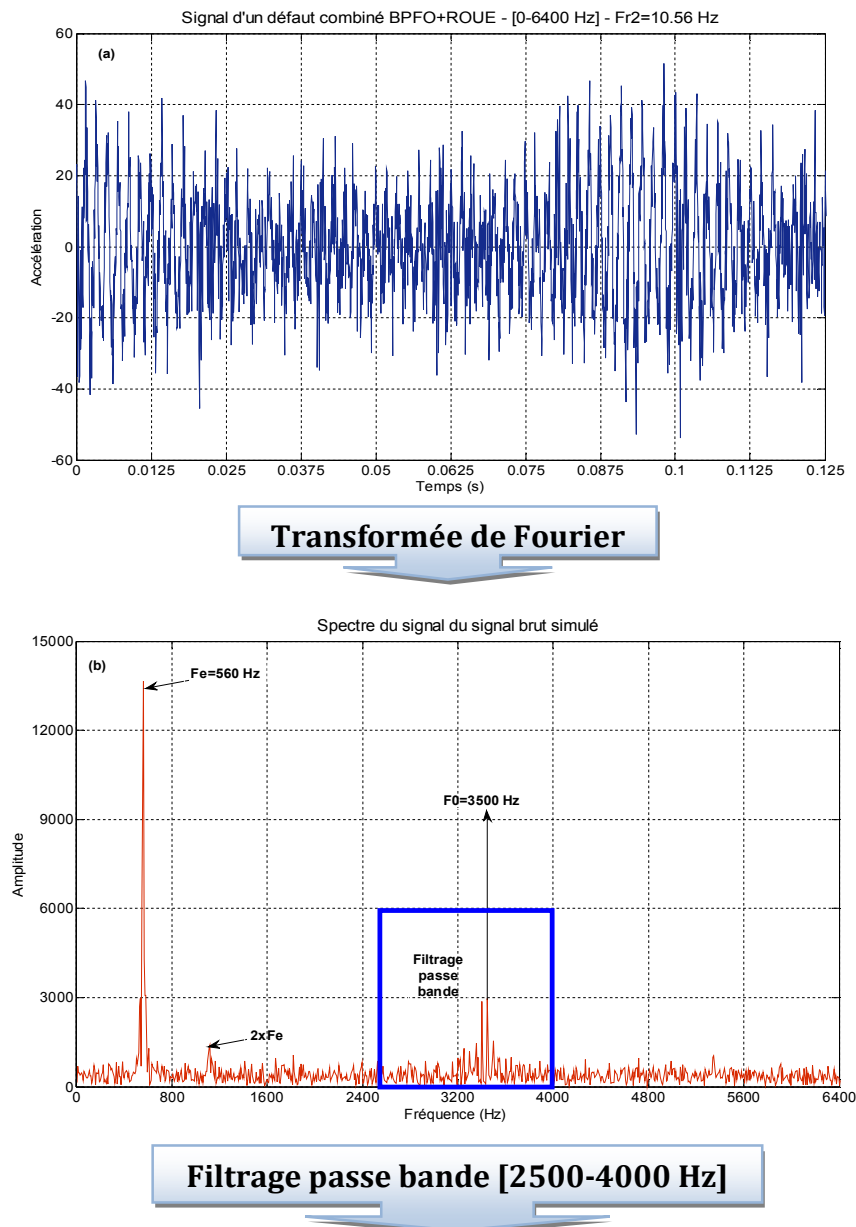 Signal d'un défaut combiné BPFO+ROUE - [0-6400 Hz] - Fr2=10.56 Hz
(a)
60
40
20
0
-20
-40
-60
Accélération
0 0.0125 0.025 0.0375 0.05 0.0625 0.075 0.0875 0.1 0.1125 0.125
Temps (s)
Transformée de Fourier
Spectre du signal du signal brut simulé
(b)
15000
12000
9000
6000
3000
0
Amplitude
Fe=560 Hz
F0=3500 Hz
Filtrage
passe
bande
2xFe
0 800 1600 2400 3200 4000 4800 5600 6400
Fréquence (Hz)
Filtrage passe bande [2500-4000 Hz]